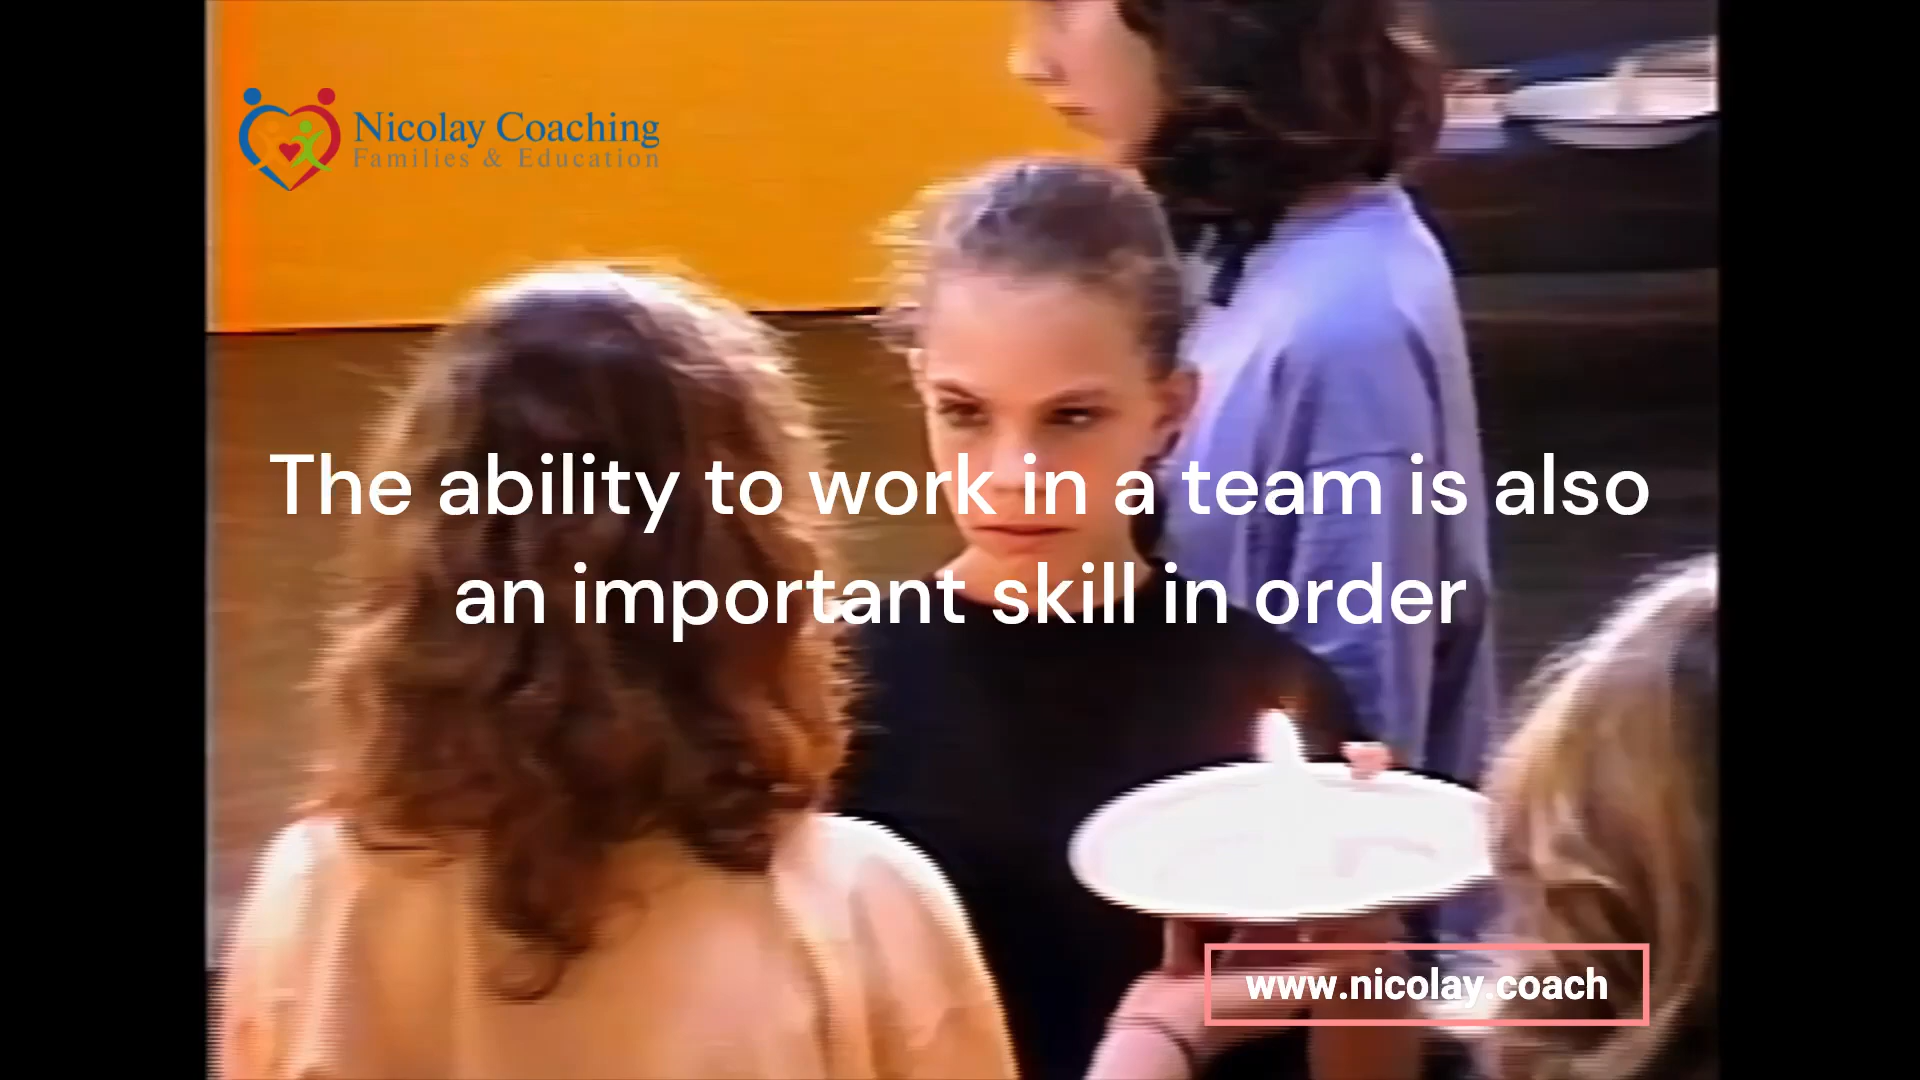 Nicolay Coaching
Families & Education
The ability to work in a team is also
an important skill in order
www.nicolay.coach